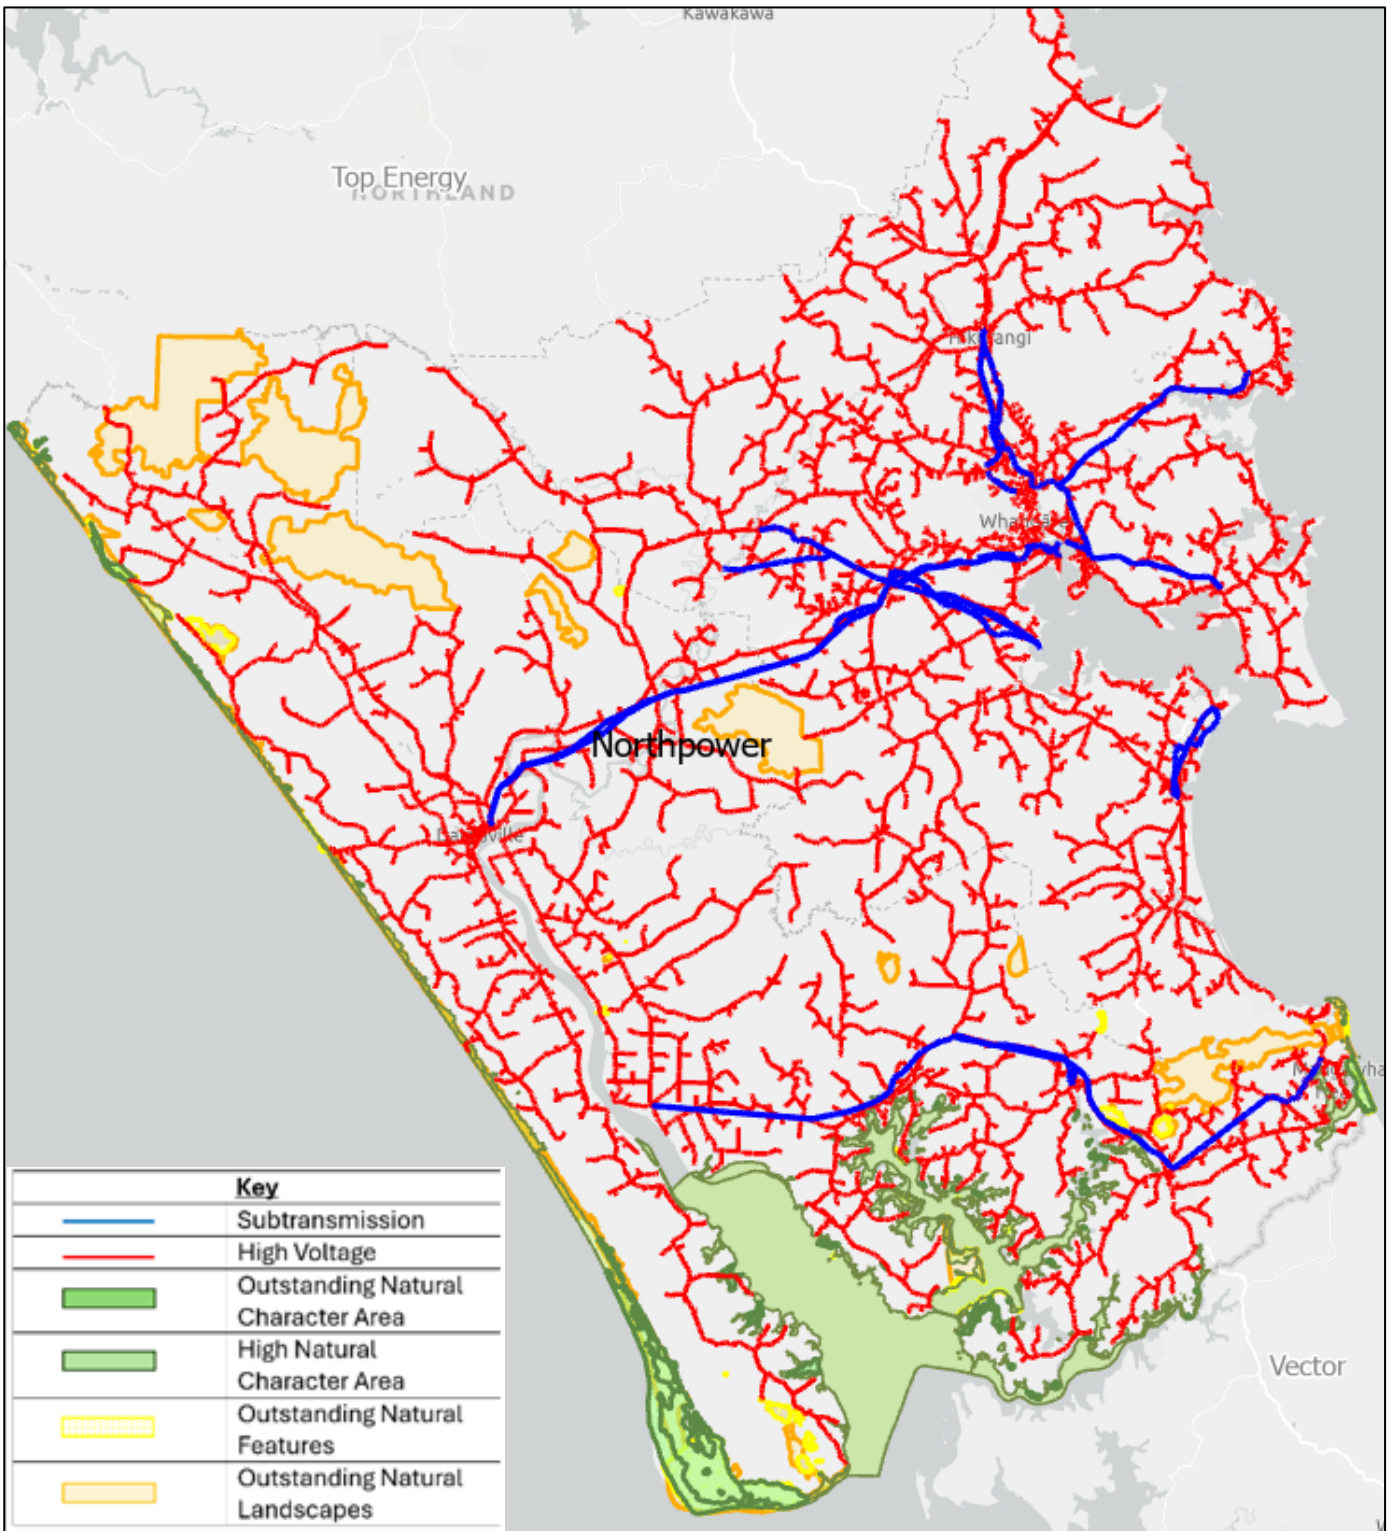 Kawakawa
Top Energy
NORTHLAND
Northpower
Vector
Key
Subtransmission
High Voltage
Outstanding Natural
Character Area
High Natural
Character Area
Outstanding Natural
Features
Outstanding Natural
Landscapes